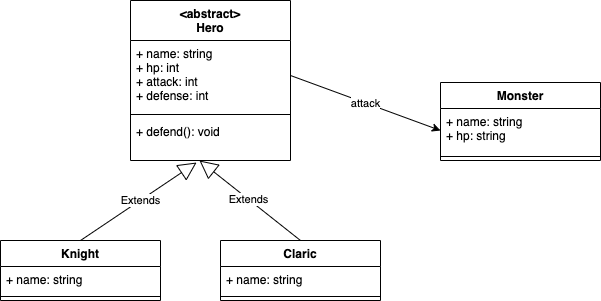 <abstract>
Hero
+ name: string
+ hp: int
+ attack: int
+ defense: int
+ defend(): void
attack
Monster
+ name: string
+ hp: string
Extends
Extends
Knight
+ name: string
Claric
+ name: string